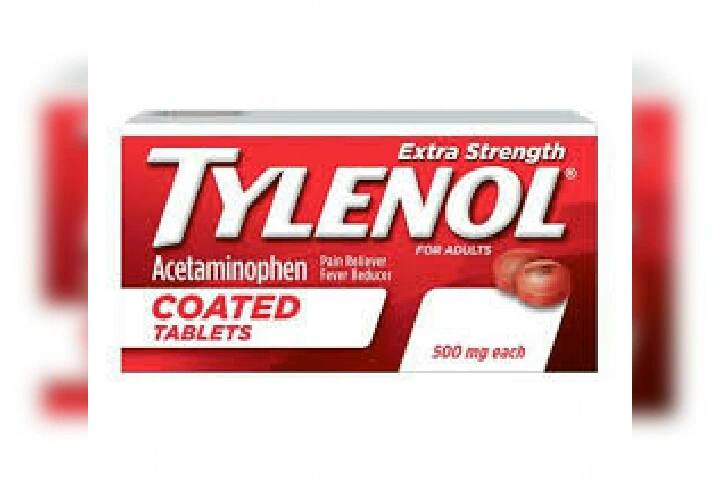 Extra Strength
TYLENOL®
FOR ADULTS
Acetaminophen
Pain Reliever
Fever Reducer
COATED
TABLETS
500 mg each